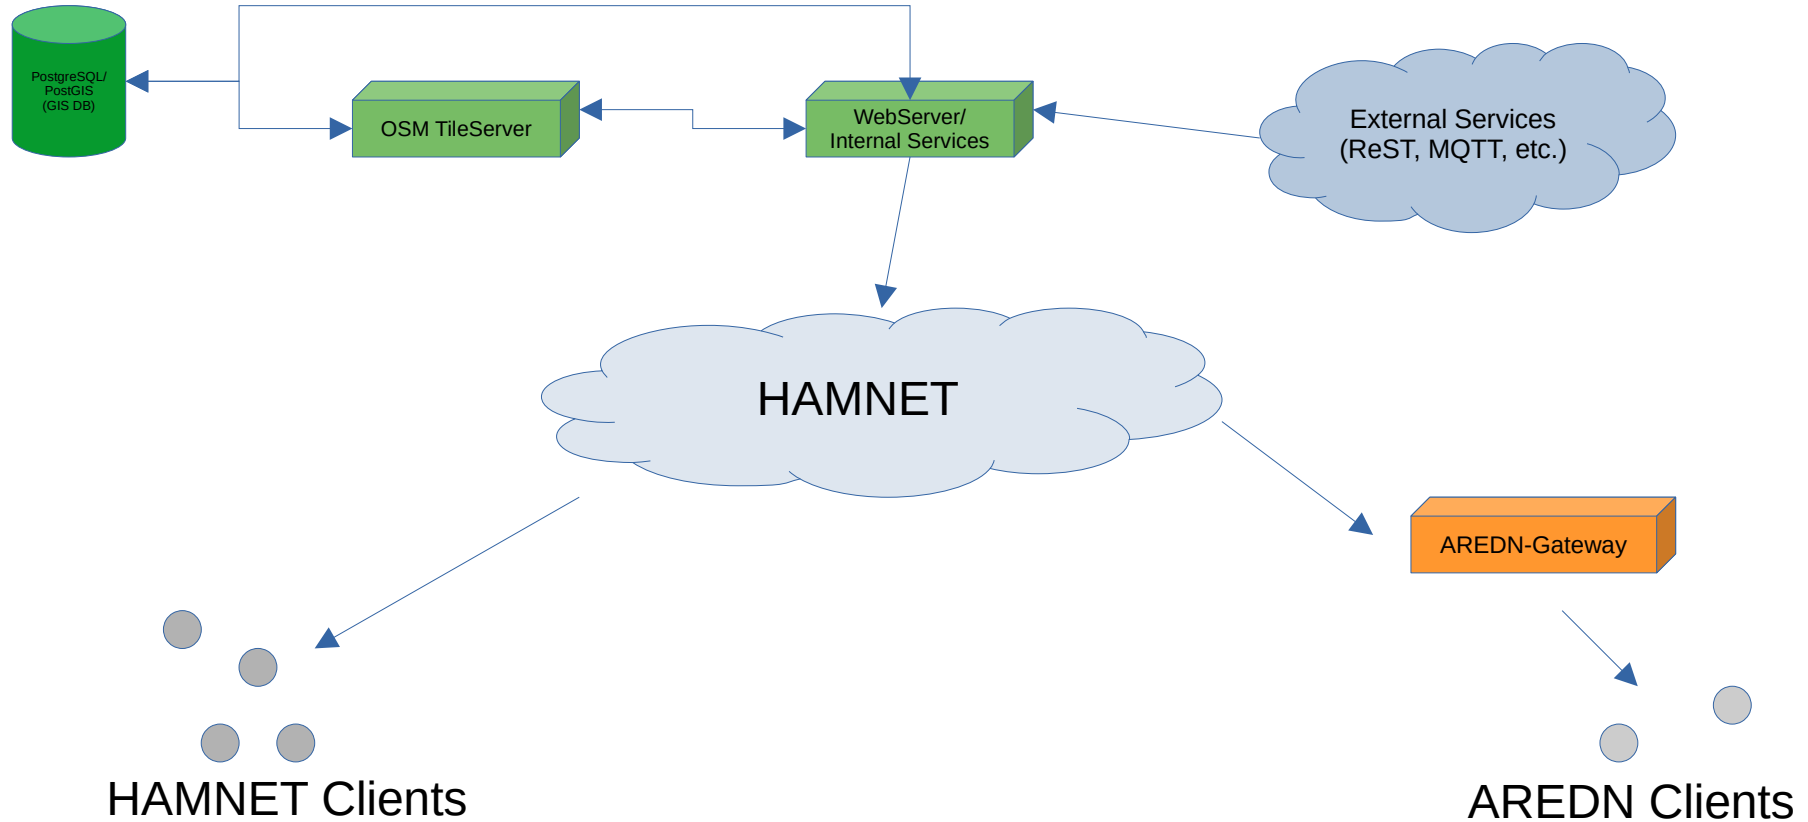 PostgreSQL/
PostGIS
(GIS DB)
OSM TileServer
WebServer/
Internal Services
External Services
(ReST, MQTT, etc.)
HAMNET
AREDN-Gateway
HAMNET Clients
AREDN Clients